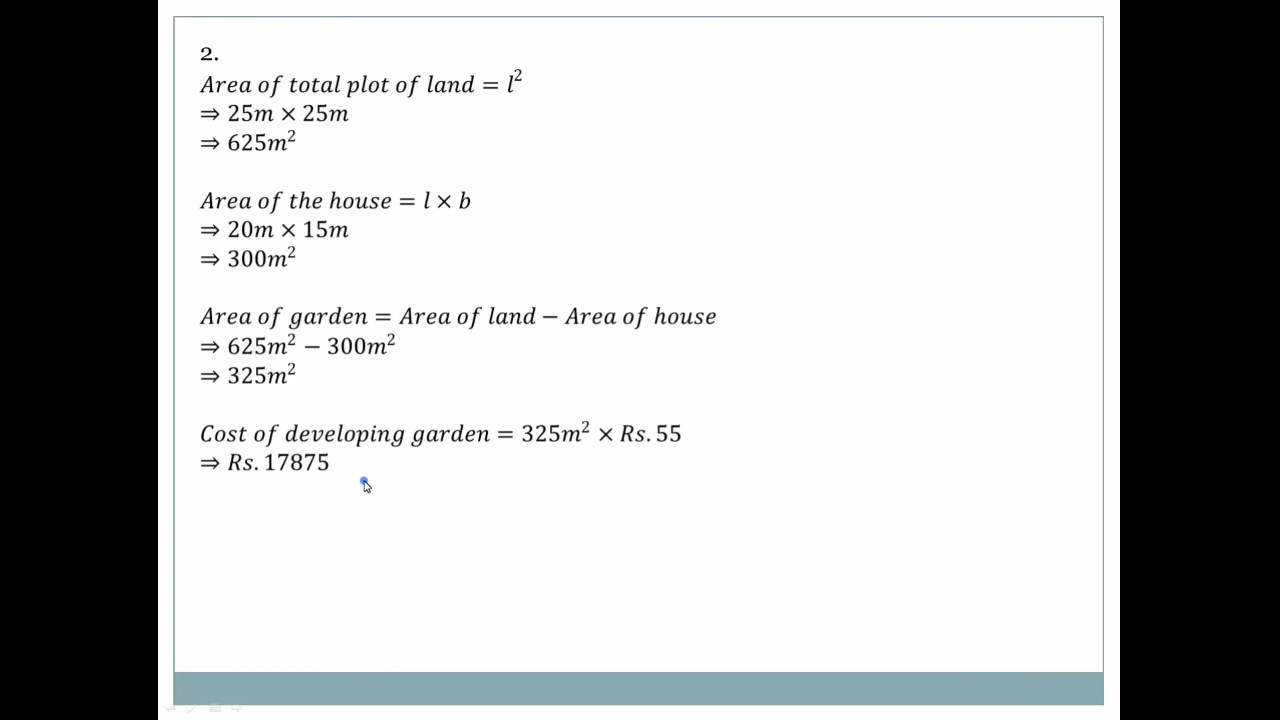 2.
Area of total plot of land = l²
⇒ 25m × 25m
⇒ 625m²
Area of the house = l × b
⇒ 20m × 15m
⇒ 300m²
Area of garden = Area of land − Area of house
⇒ 625m² − 300m²
⇒ 325m²
Cost of developing garden = 325m² × Rs. 55
⇒ Rs. 17875